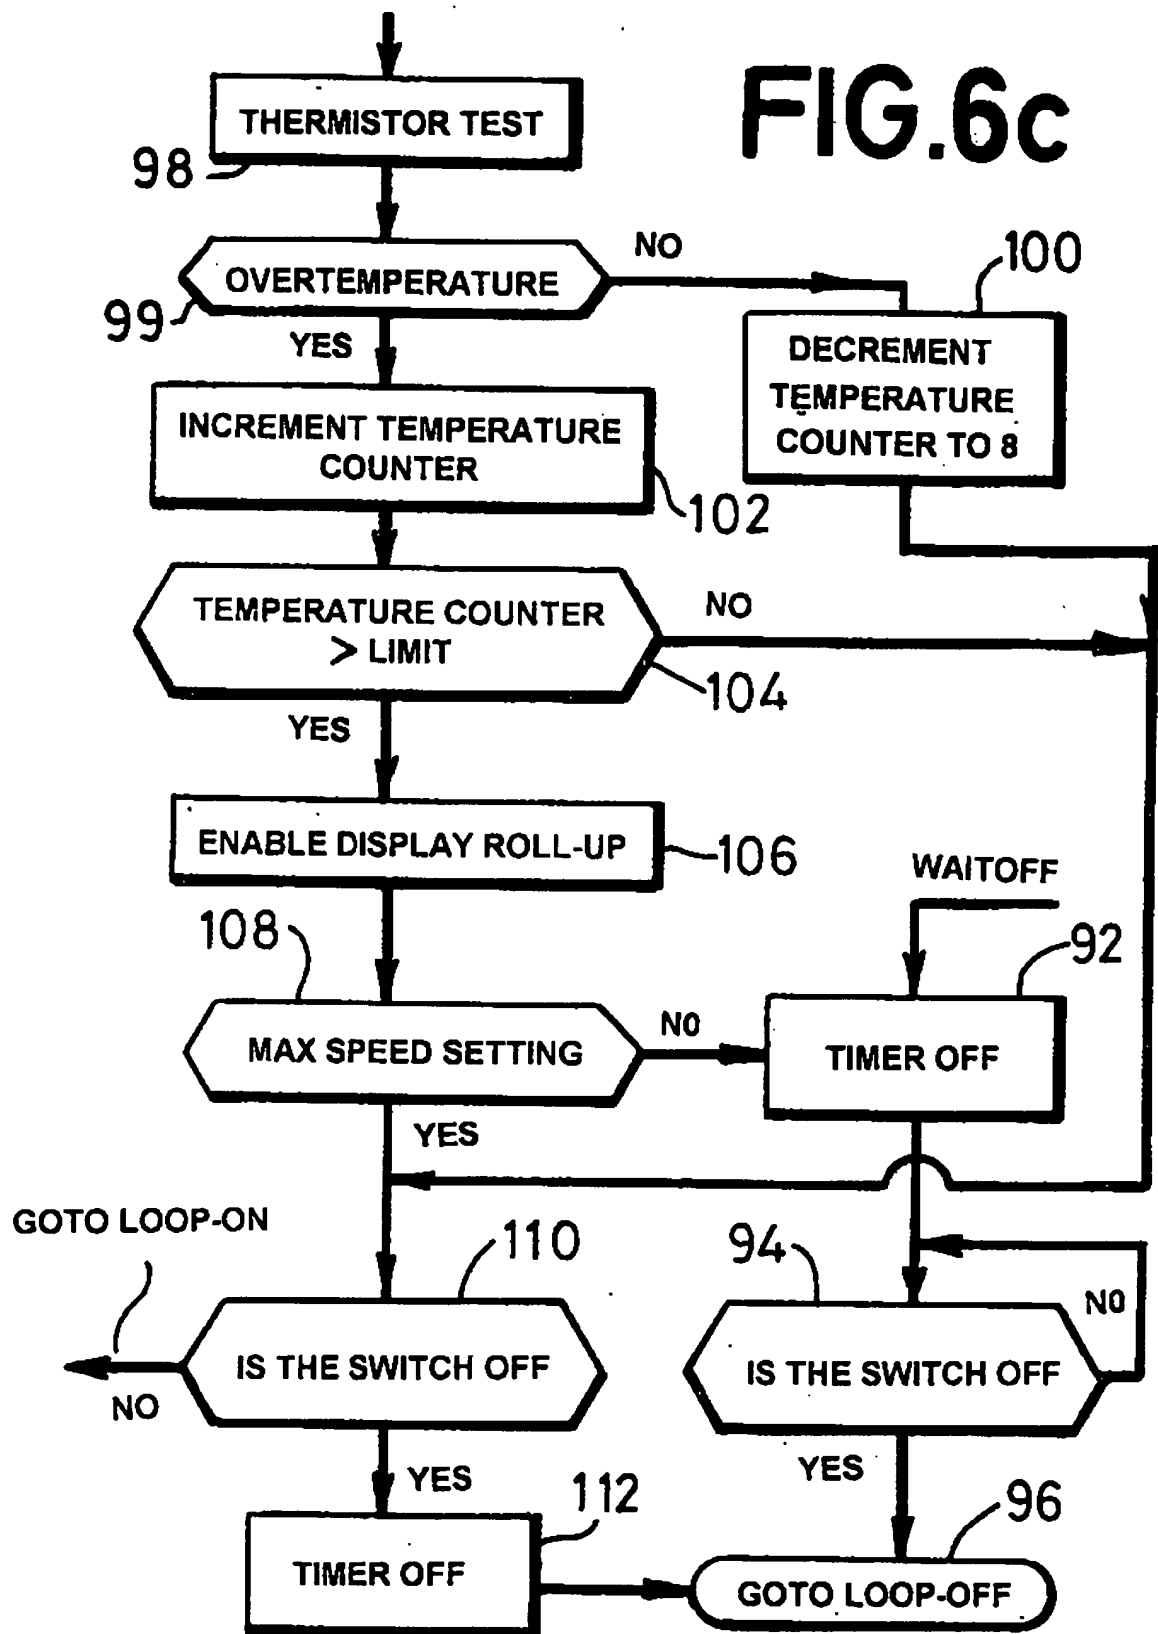 FIG.6c
THERMISTOR TEST
98
OVERTEMPERATURE
NO
99
YES
100
DECREMENT
TEMPERATURE
COUNTER TO 8
INCREMENT TEMPERATURE
COUNTER
102
TEMPERATURE COUNTER
> LIMIT
NO
104
YES
ENABLE DISPLAY ROLL-UP
106
WAITOFF
92
108
MAX SPEED SETTING
NO
TIMER OFF
YES
GOTO LOOP-ON
110
94
NO
IS THE SWITCH OFF
IS THE SWITCH OFF
NO
YES
YES
112
96
TIMER OFF
GOTO LOOP-OFF